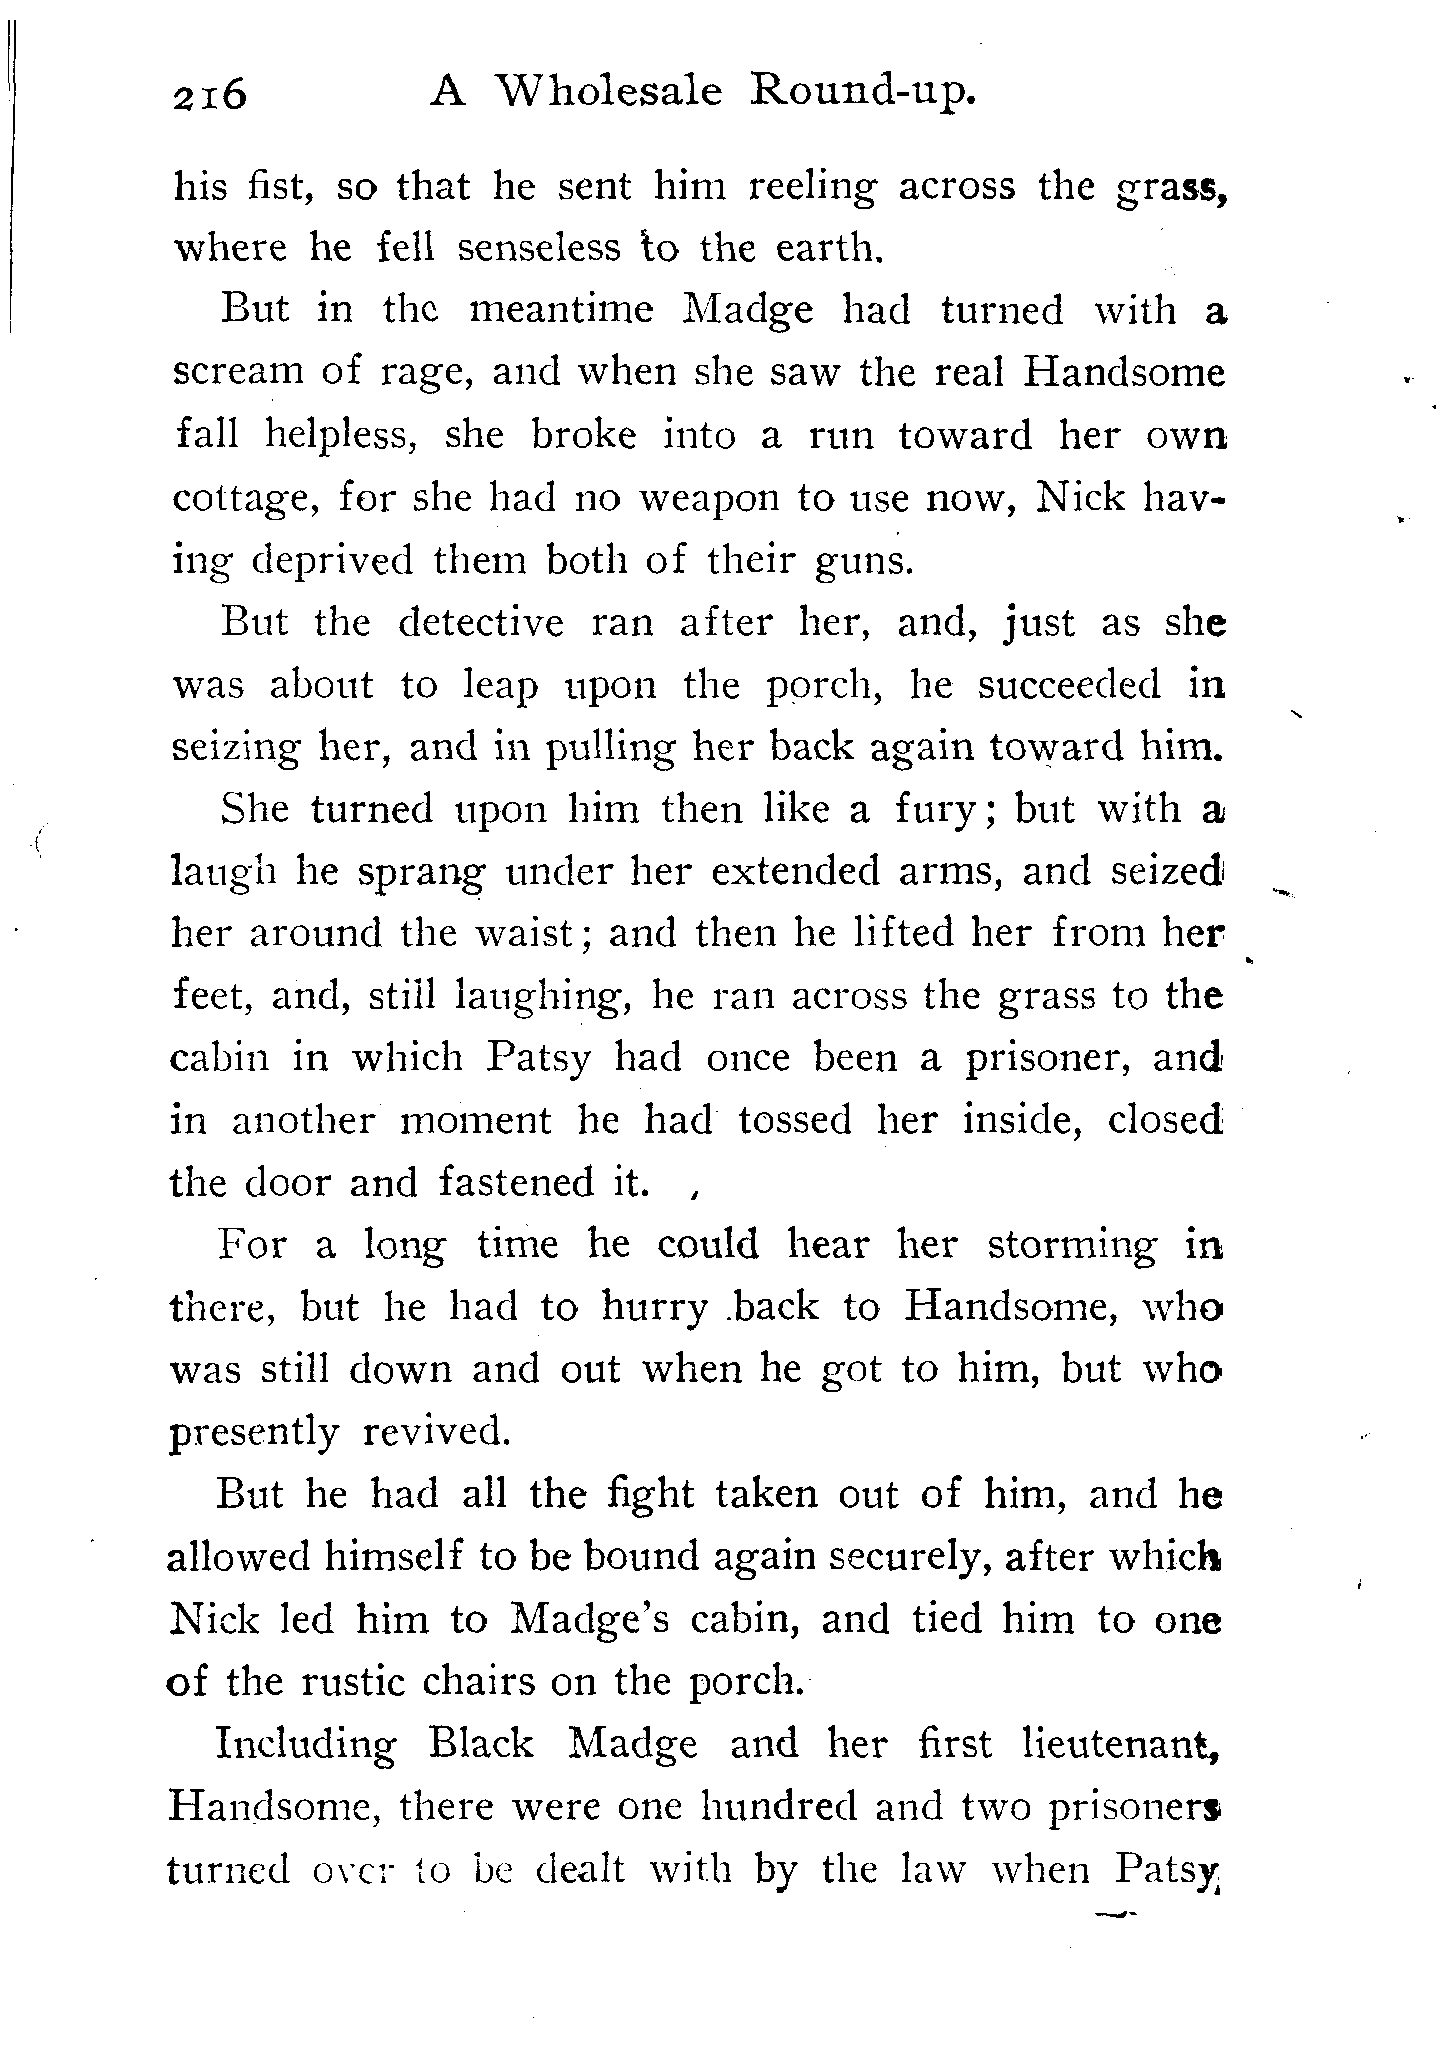 216 A Wholesale Round-up.
his fist, so that he sent him reeling across the grass,
where he fell senseless to the earth.
But in the meantime Madge had turned with a
scream of rage, and when she saw the real Handsome
fall helpless, she broke into a run toward her own
cottage, for she had no weapon to use now, Nick hav-
ing deprived them both of their guns.
But the detective ran after her, and, just as she
was about to leap upon the porch, he succeeded in
seizing her, and in pulling her back again toward him.
She turned upon him then like a fury; but with a
laugh he sprang under her extended arms, and seized
her around the waist; and then he lifted her from her
feet, and, still laughing, he ran across the grass to the
cabin in which Patsy had once been a prisoner, and
in another moment he had tossed her inside, closed
the door and fastened it.
For a long time he could hear her storming in
there, but he had to hurry back to Handsome, who
was still down and out when he got to him, but who
presently revived.
But he had all the fight taken out of him, and he
allowed himself to be bound again securely, after which
Nick led him to Madge's cabin, and tied him to one
of the rustic chairs on the porch.
Including Black Madge and her first lieutenant,
Handsome, there were one hundred and two prisoners
turned over to be dealt with by the law when Patsy